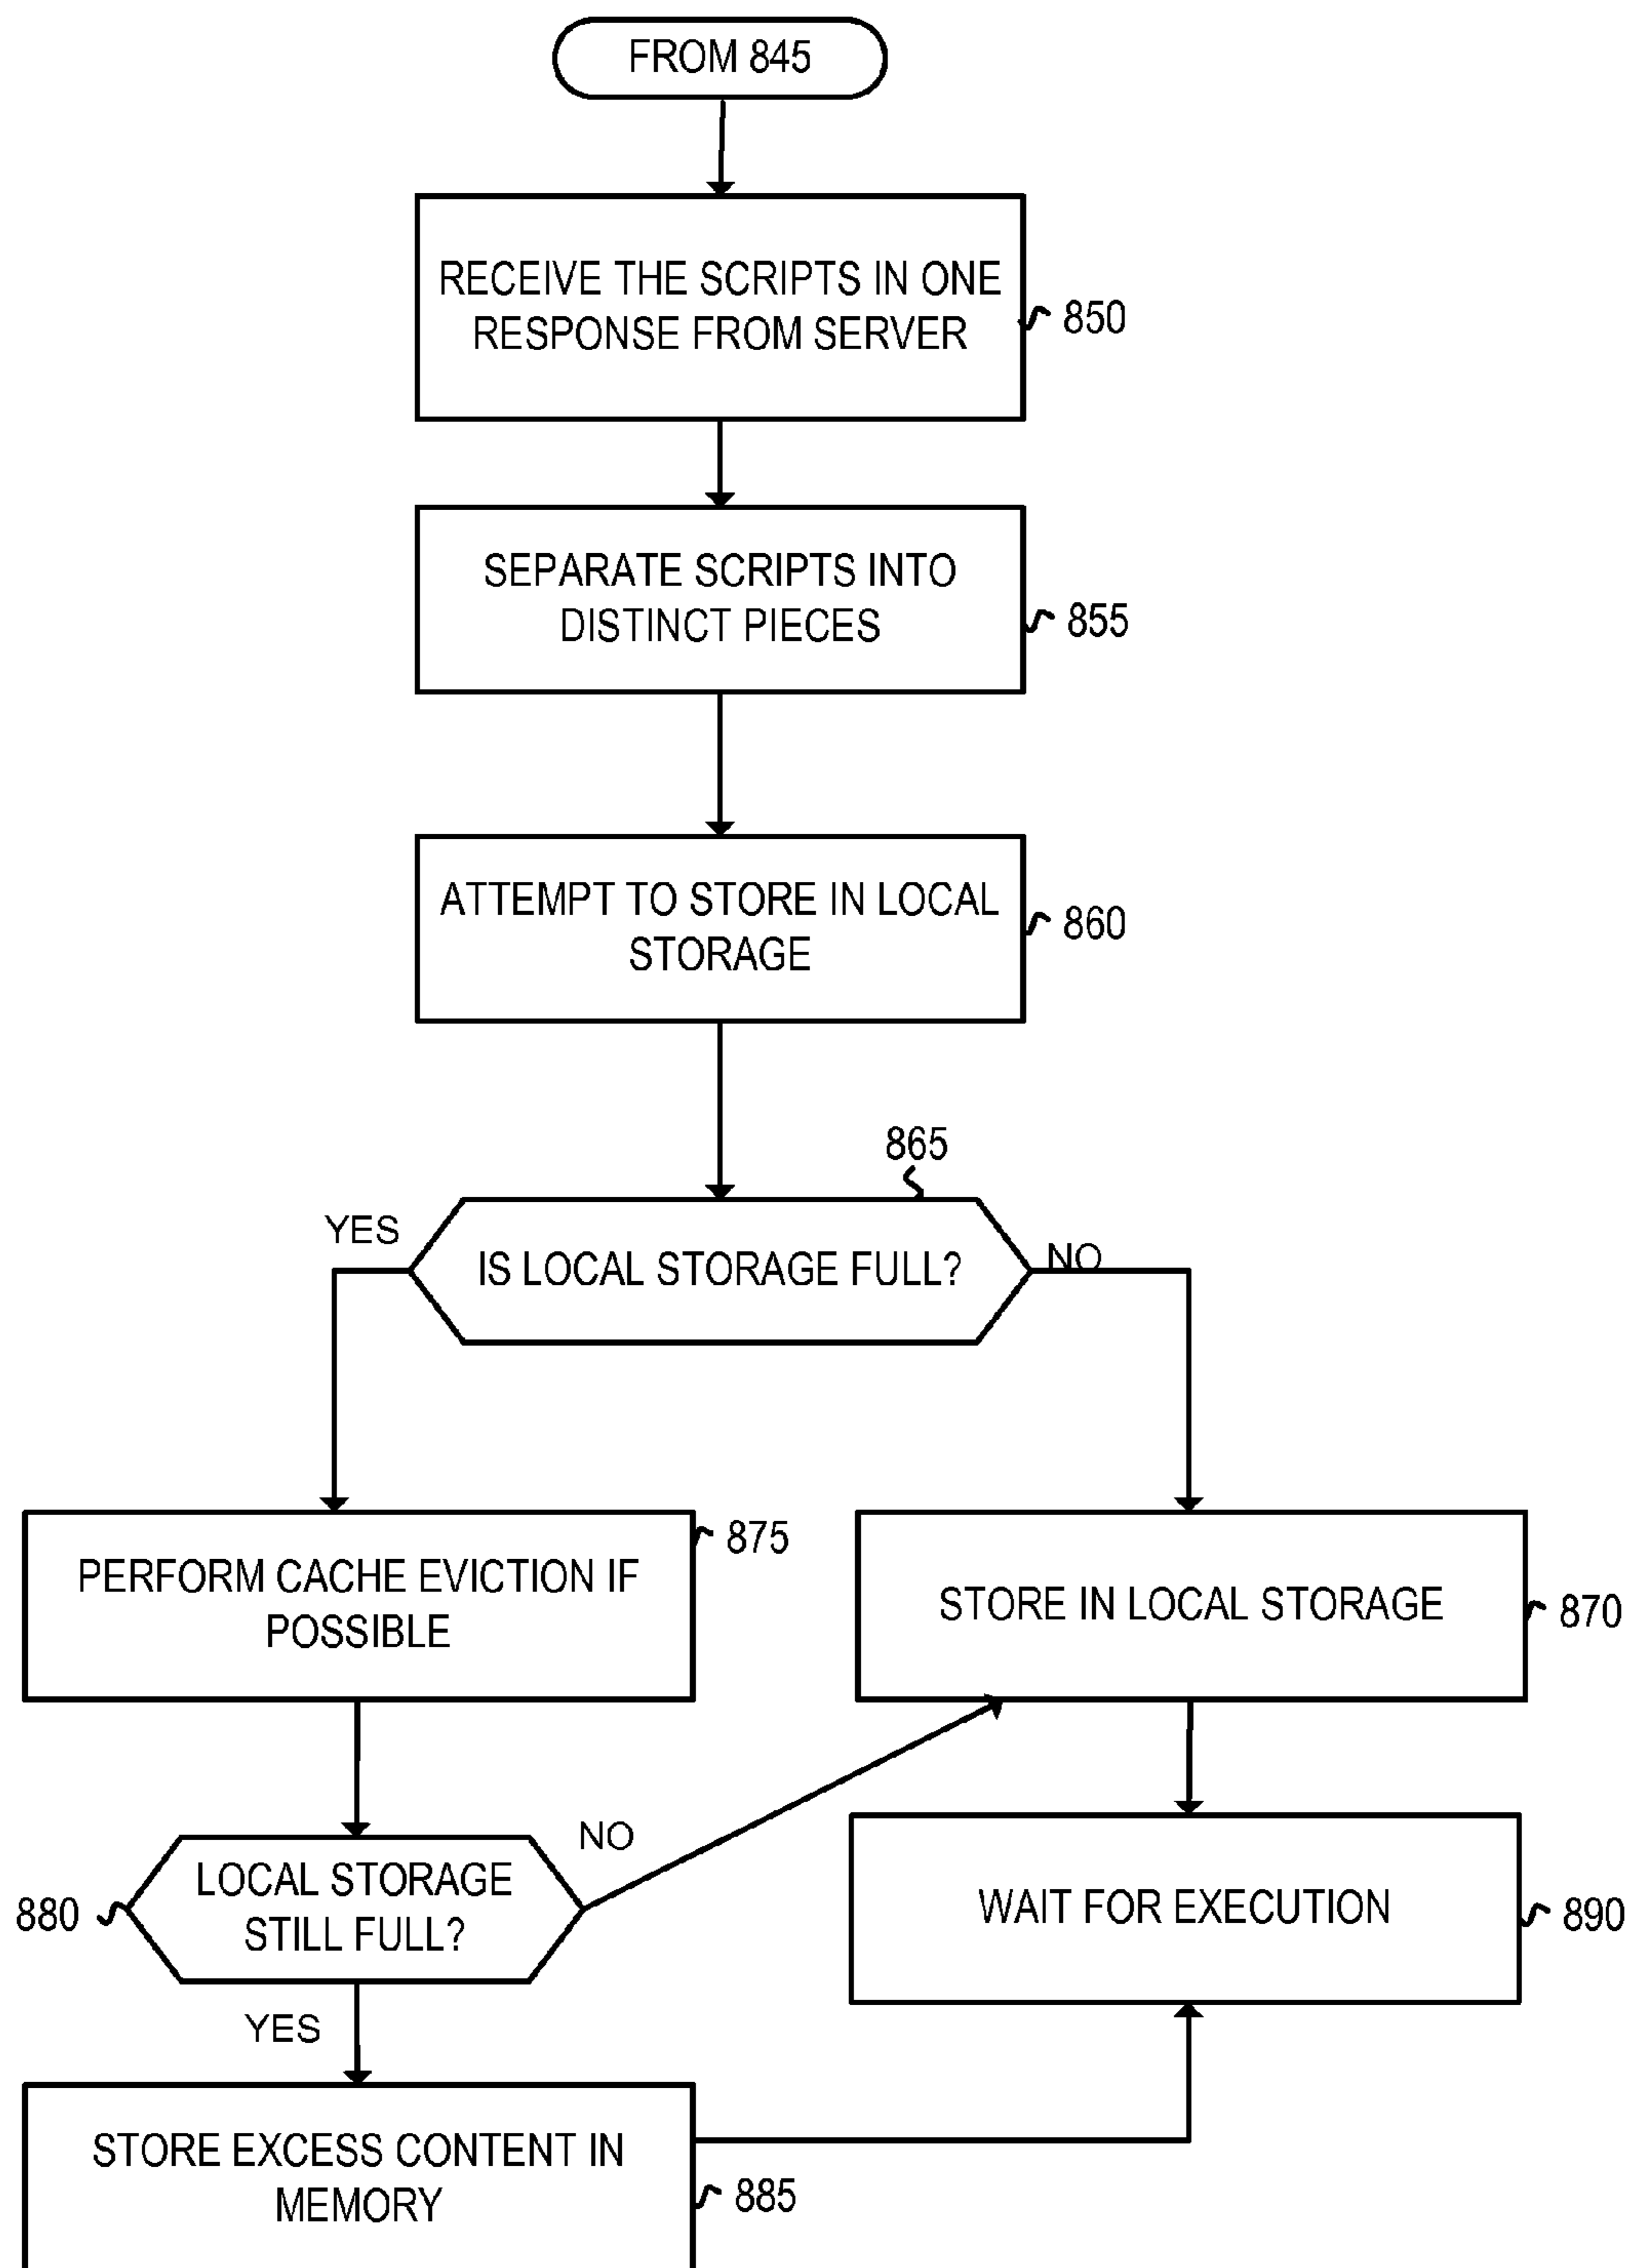 FROM 845
RECEIVE THE SCRIPTS IN ONE
RESPONSE FROM SERVER
850
SEPARATE SCRIPTS INTO
DISTINCT PIECES
855
ATTEMPT TO STORE IN LOCAL
STORAGE
860
865
YES
IS LOCAL STORAGE FULL?
NO
PERFORM CACHE EVICTION IF
POSSIBLE
875
STORE IN LOCAL STORAGE
870
NO
LOCAL STORAGE
STILL FULL?
880
WAIT FOR EXECUTION
890
YES
STORE EXCESS CONTENT IN
MEMORY
885